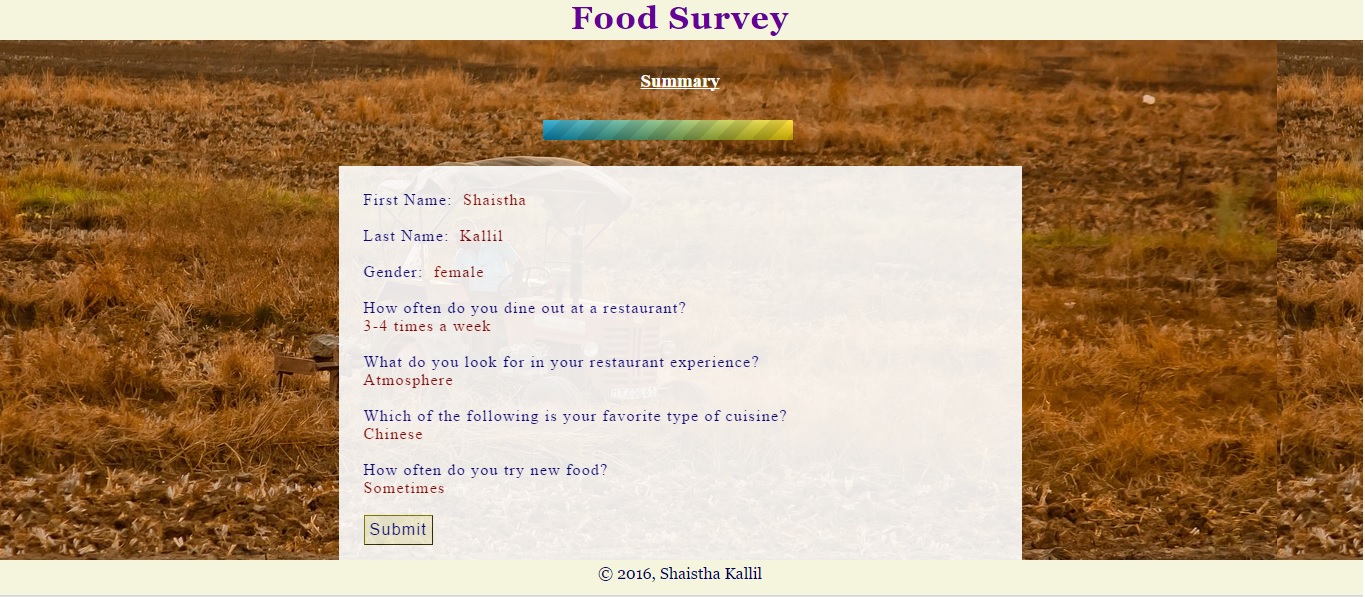 Food Survey
Summary
First Name: Shaistha
Last Name: Kallil
Gender: female
How often do you dine out at a restaurant?
3-4 times a week
What do you look for in your restaurant experience?
Atmosphere
Which of the following is your favorite type of cuisine?
Chinese
How often do you try new food?
Sometimes
Submit
© 2016, Shaistha Kallil